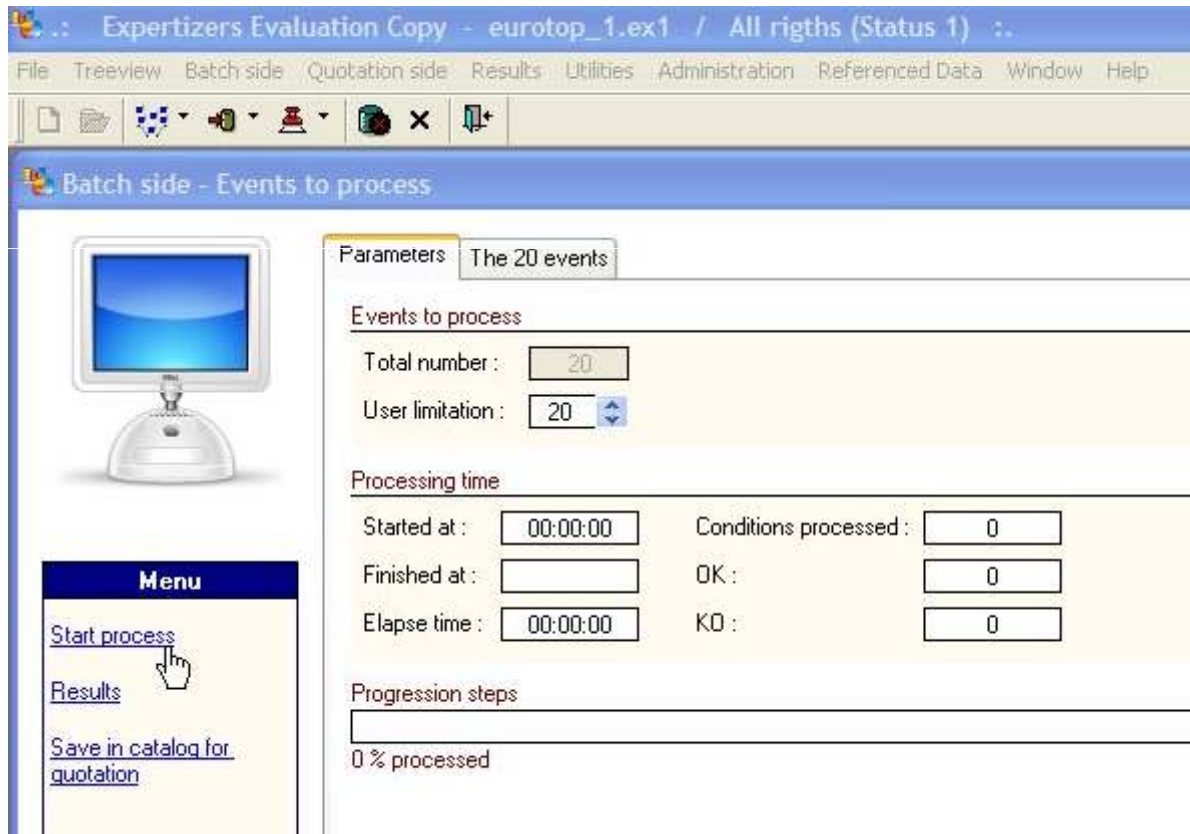 .: Expertizers Evaluation Copy - eurotop_1.ex1 / All rigths (Status 1) :.
File Treeview Batch side Quotation side Results Utilities Administration Referenced Data Window Help
Batch side - Events to process
Parameters The 20 events
Events to process
Total number : 20
User limitation : 20
Processing time
Started at : 00:00:00 Conditions processed : 0
Finished at : OK : 0
Elapse time : 00:00:00 KO : 0
Progression steps
0 % processed
Menu
Start process
Results
Save in catalog for
quotation